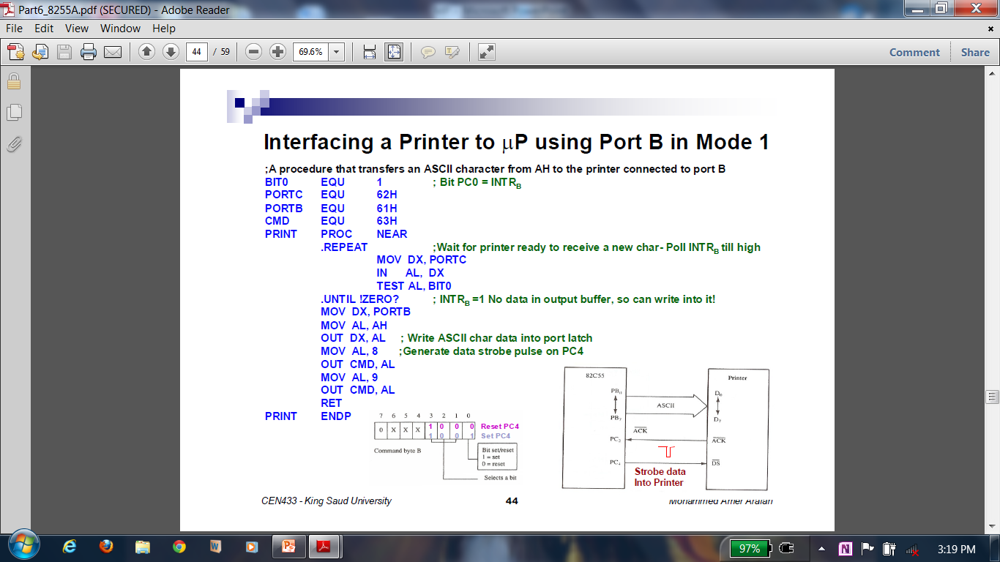 Part6_8255A.pdf (SECURED) - Adobe Reader
File Edit View Window Help
44 / 59 69.6% Comment Share
Interfacing a Printer to µP using Port B in Mode 1
;A procedure that transfers an ASCII character from AH to the printer connected to port B
BIT0 EQU 1 ; Bit PC0 = INTRB
PORTC EQU 62H
PORTB EQU 61H
CMD EQU 63H
PRINT PROC NEAR
.REPEAT ;Wait for printer ready to receive a new char- Poll INTRB till high
MOV DX, PORTC
IN AL, DX
TEST AL, BIT0
.UNTIL !ZERO? ; INTRB =1 No data in output buffer, so can write into it!
MOV DX, PORTB
MOV AL, AH
OUT DX, AL ; Write ASCII char data into port latch
MOV AL, 8 ;Generate data strobe pulse on PC4
OUT CMD, AL
MOV AL, 9
OUT CMD, AL
RET
PRINT ENDP
7 6 5 4 3 2 1 0
0 X X X 1 0 0 0 Reset PC4
1 0 0 1 Set PC4
Command byte B
Bit set/reset
1 = set
0 = reset
Selects a bit
82C55 Printer
PB0 D0
ASCII
PB7 D7
ACK
PC2 ACK
PC4 DS
Strobe data
Into Printer
CEN433 - King Saud University 44 Mohammed Amer Arafah
97% 3:19 PM